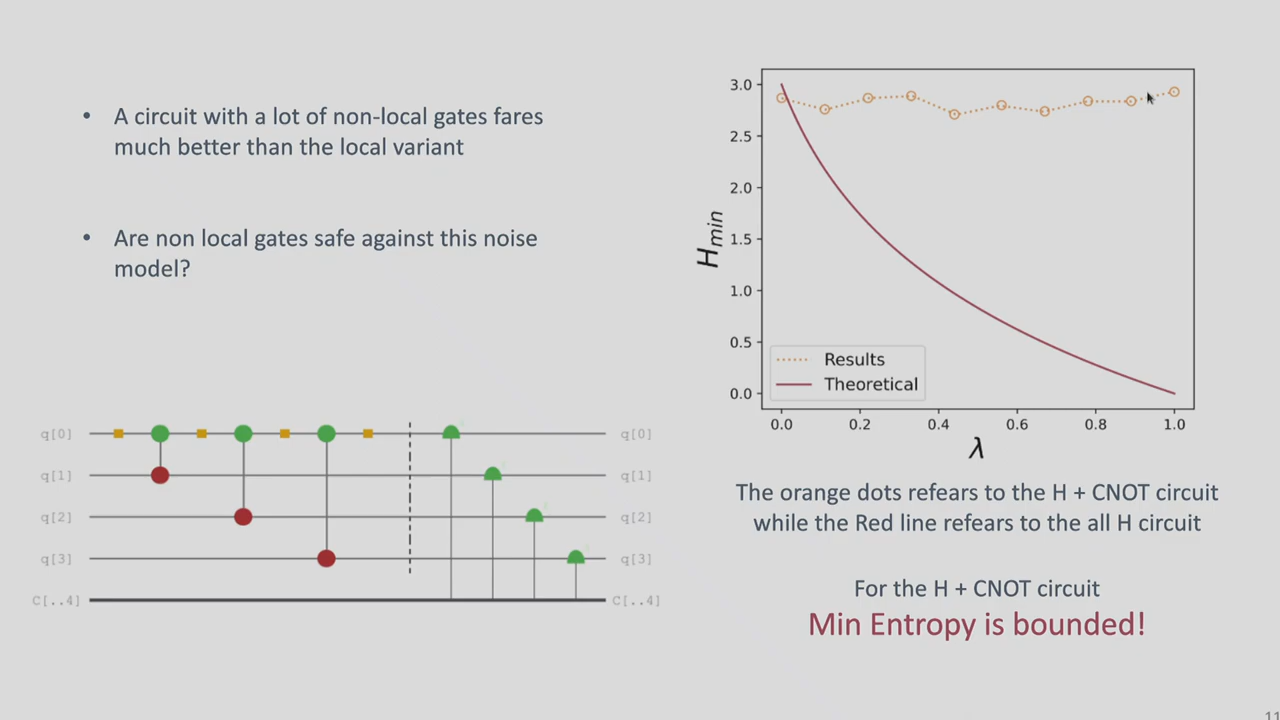 • A circuit with a lot of non-local gates fares
much better than the local variant
• Are non local gates safe against this noise
model?
q[0] q[0]
q[1] q[1]
q[2] q[2]
q[3] q[3]
C[..4] C[..4]
3.0
2.5
2.0
1.5
1.0
0.5
0.0
H_min
Results
Theoretical
0.0 0.2 0.4 0.6 0.8 1.0
λ
The orange dots refears to the H + CNOT circuit
while the Red line refears to the all H circuit
For the H + CNOT circuit
Min Entropy is bounded!
11